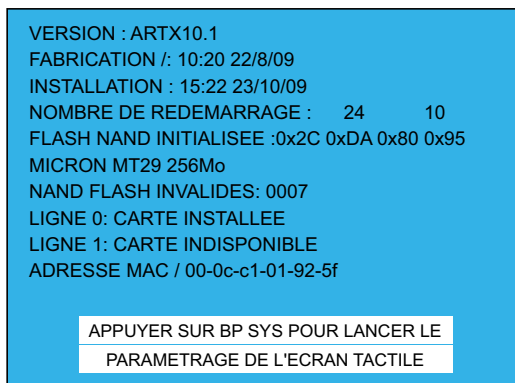 VERSION : ARTX10.1
FABRICATION /: 10:20 22/8/09
INSTALLATION : 15:22 23/10/09
NOMBRE DE REDEMARRAGE : 24 10
FLASH NAND INITIALISEE :0x2C 0xDA 0x80 0x95
MICRON MT29 256Mo
NAND FLASH INVALIDES: 0007
LIGNE 0: CARTE INSTALLEE
LIGNE 1: CARTE INDISPONIBLE
ADRESSE MAC / 00-0c-c1-01-92-5f
APPUYER SUR BP SYS POUR LANCER LE
PARAMETRAGE DE L'ECRAN TACTILE